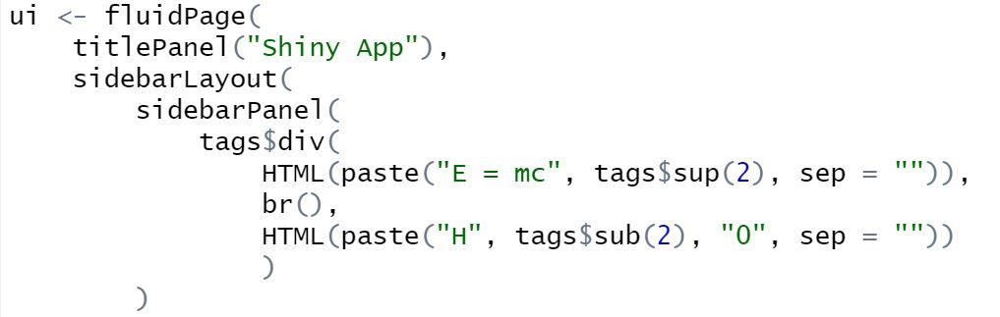 ui <- fluidPage(
    titlePanel("Shiny App"),
    sidebarLayout(
        sidebarPanel(
            tags$div(
                HTML(paste("E = mc", tags$sup(2), sep = "")),
                br(),
                HTML(paste("H", tags$sub(2), "O", sep = ""))
                )
        )